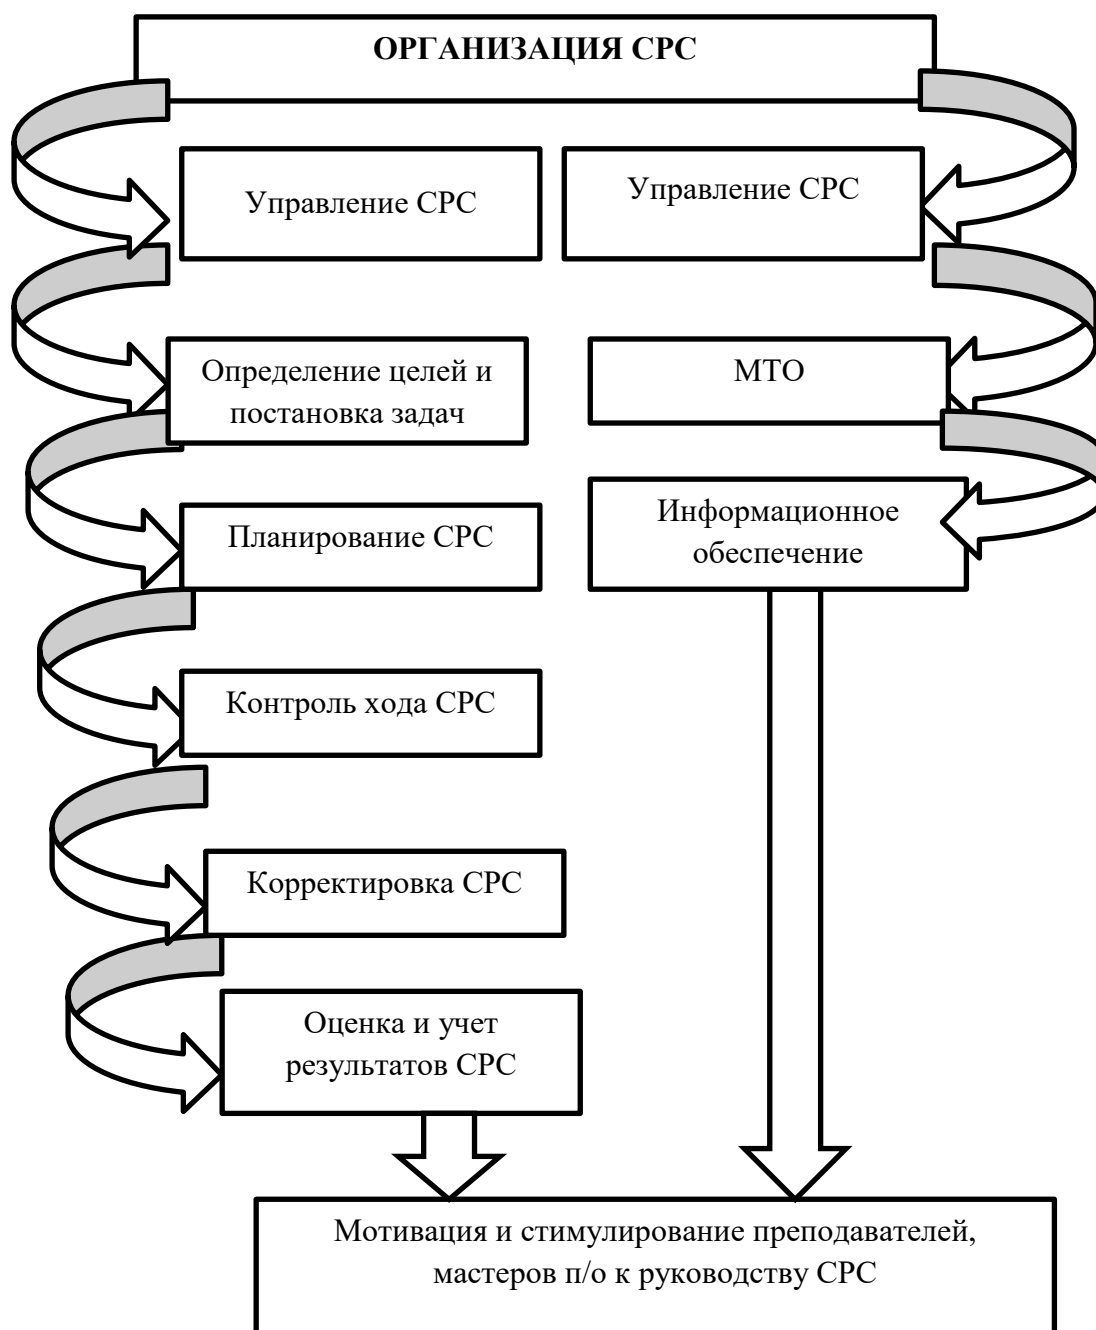 ОРГАНИЗАЦИЯ СРС
Управление СРС
Управление СРС
Определение целей и
постановка задач
МТО
Планирование СРС
Информационное
обеспечение
Контроль хода СРС
Корректировка СРС
Оценка и учет
результатов СРС
Мотивация и стимулирование преподавателей,
мастеров п/о к руководству СРС